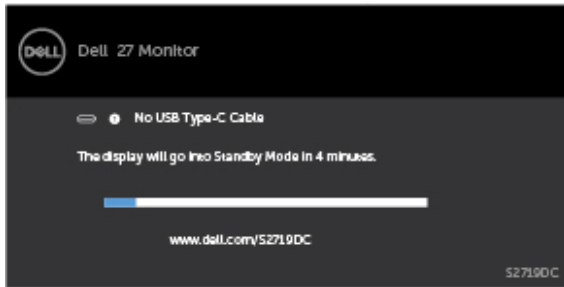 DELL
Dell 27 Monitor
No USB Type-C Cable
The display will go into Standby Mode in 4 minutes.
www.dell.com/S2719DC
S2719DC